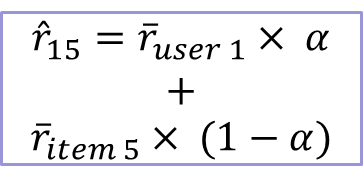 r̂₁₅ = r̄ᵤₛₑᵣ ₁ × α
+
r̄ᵢₜₑₘ ₅ × (1 − α)